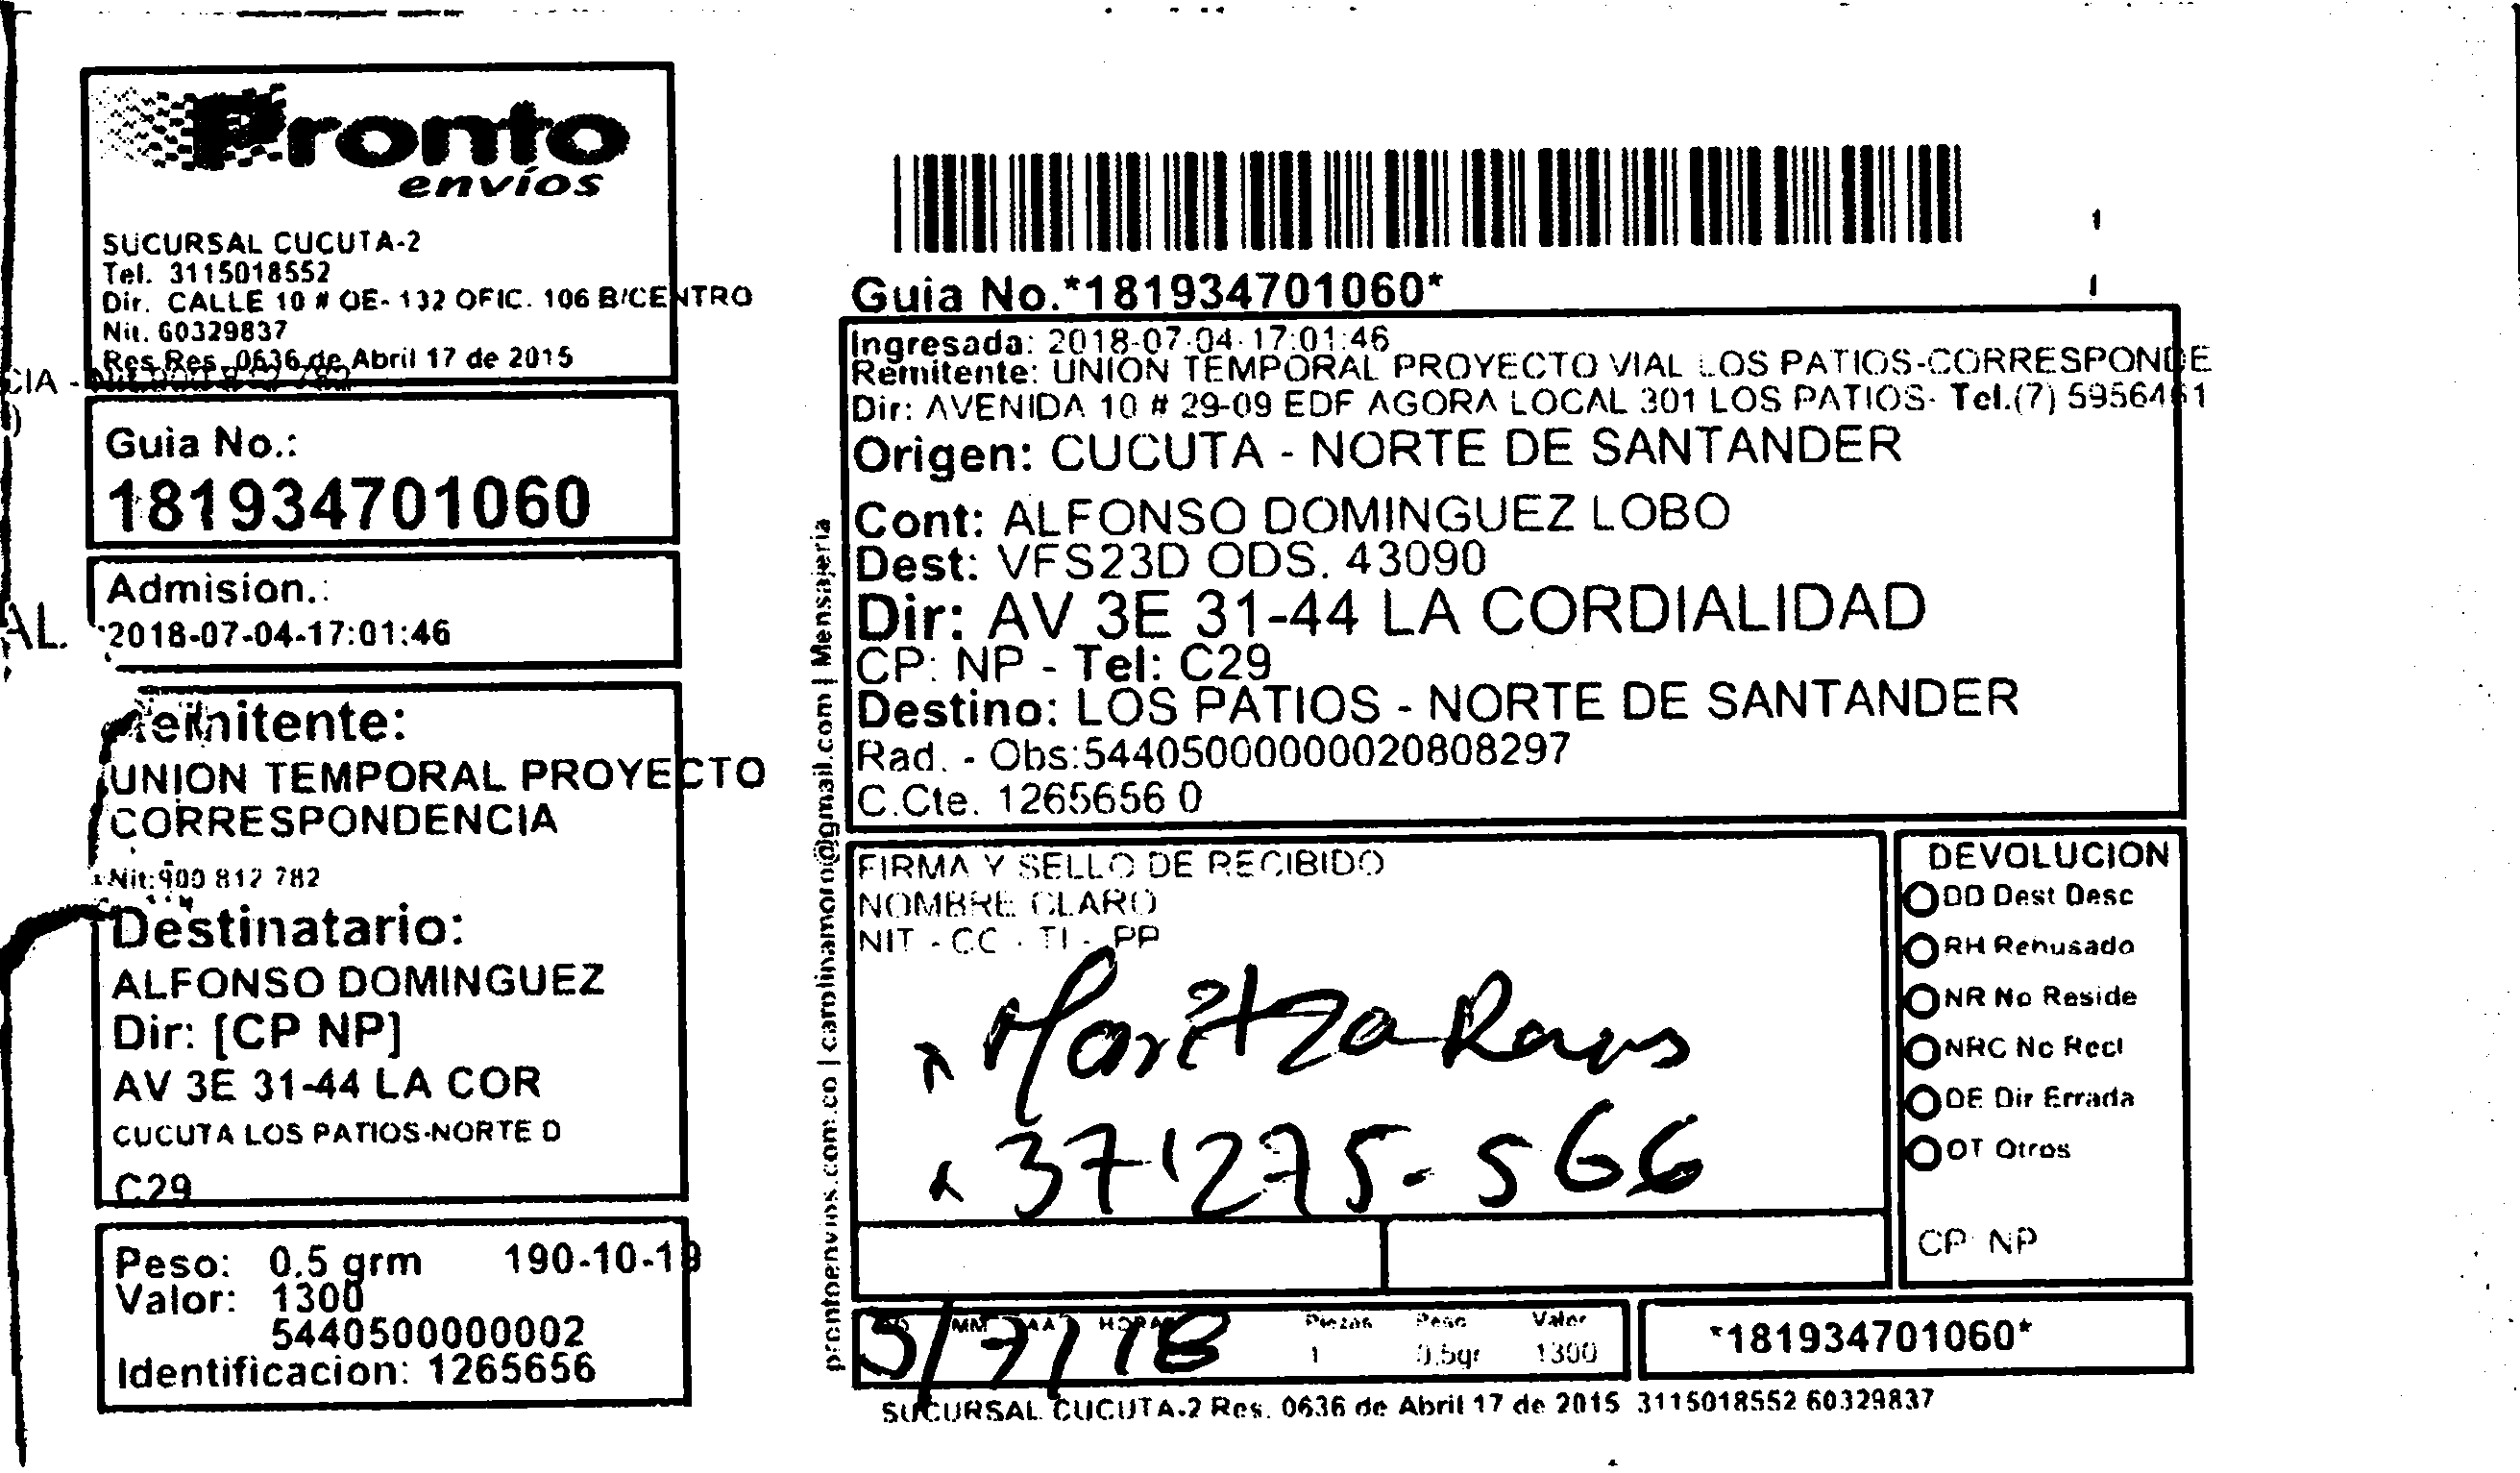 Pronto
envíos
SUCURSAL CUCUTA-2
Tel. 3115018552
Dir. CALLE 10 # OE- 132 OFIC. 106 B/CENTRO
Nit. 60329837
Res Res. 0636 de Abril 17 de 2015
CIA -
Guia No.:
181934701060
Admision.:
2018-07-04-17:01:46
AL.
Remitente:
UNION TEMPORAL PROYECTO
CORRESPONDENCIA
Nit:900 812 782
Destinatario:
ALFONSO DOMINGUEZ
Dir: [CP NP]
AV 3E 31-44 LA COR
CUCUTA LOS PATIOS-NORTE D
C29
Peso: 0.5 grm 190-10-19
Valor: 1300
5440500000002
Identificacion: 1265656
prontoenvios.com.co | carolinamoro@gmail.com | Mensajeria
Guia No.*181934701060*
Ingresada: 2018-07-04-17:01:46
Remitente: UNION TEMPORAL PROYECTO VIAL LOS PATIOS-CORRESPONDE
Dir: AVENIDA 10 # 29-09 EDF AGORA LOCAL 301 LOS PATIOS- Tel.(7) 5956461
Origen: CUCUTA - NORTE DE SANTANDER
Cont: ALFONSO DOMINGUEZ LOBO
Dest: VFS23D ODS. 43090
Dir: AV 3E 31-44 LA CORDIALIDAD
CP: NP - Tel: C29
Destino: LOS PATIOS - NORTE DE SANTANDER
Rad. - Obs:544050000000020808297
C.Cte. 1265656 0
FIRMA Y SELLO DE RECIBIDO
NOMBRE CLARO
NIT - CC - TI - PP
x Maritza
x 37'275-566
DEVOLUCION
DD Dest Desc
RH Rehusado
NR No Reside
NRC No Recl
DE Dir Errada
OT Otros
CP: NP
MM AA HORA Piezas Peso Valor
5/7/18 1 0.5gr 1300
*181934701060*
SUCURSAL CUCUTA-2 Res. 0636 de Abril 17 de 2015 3115018552 60329837